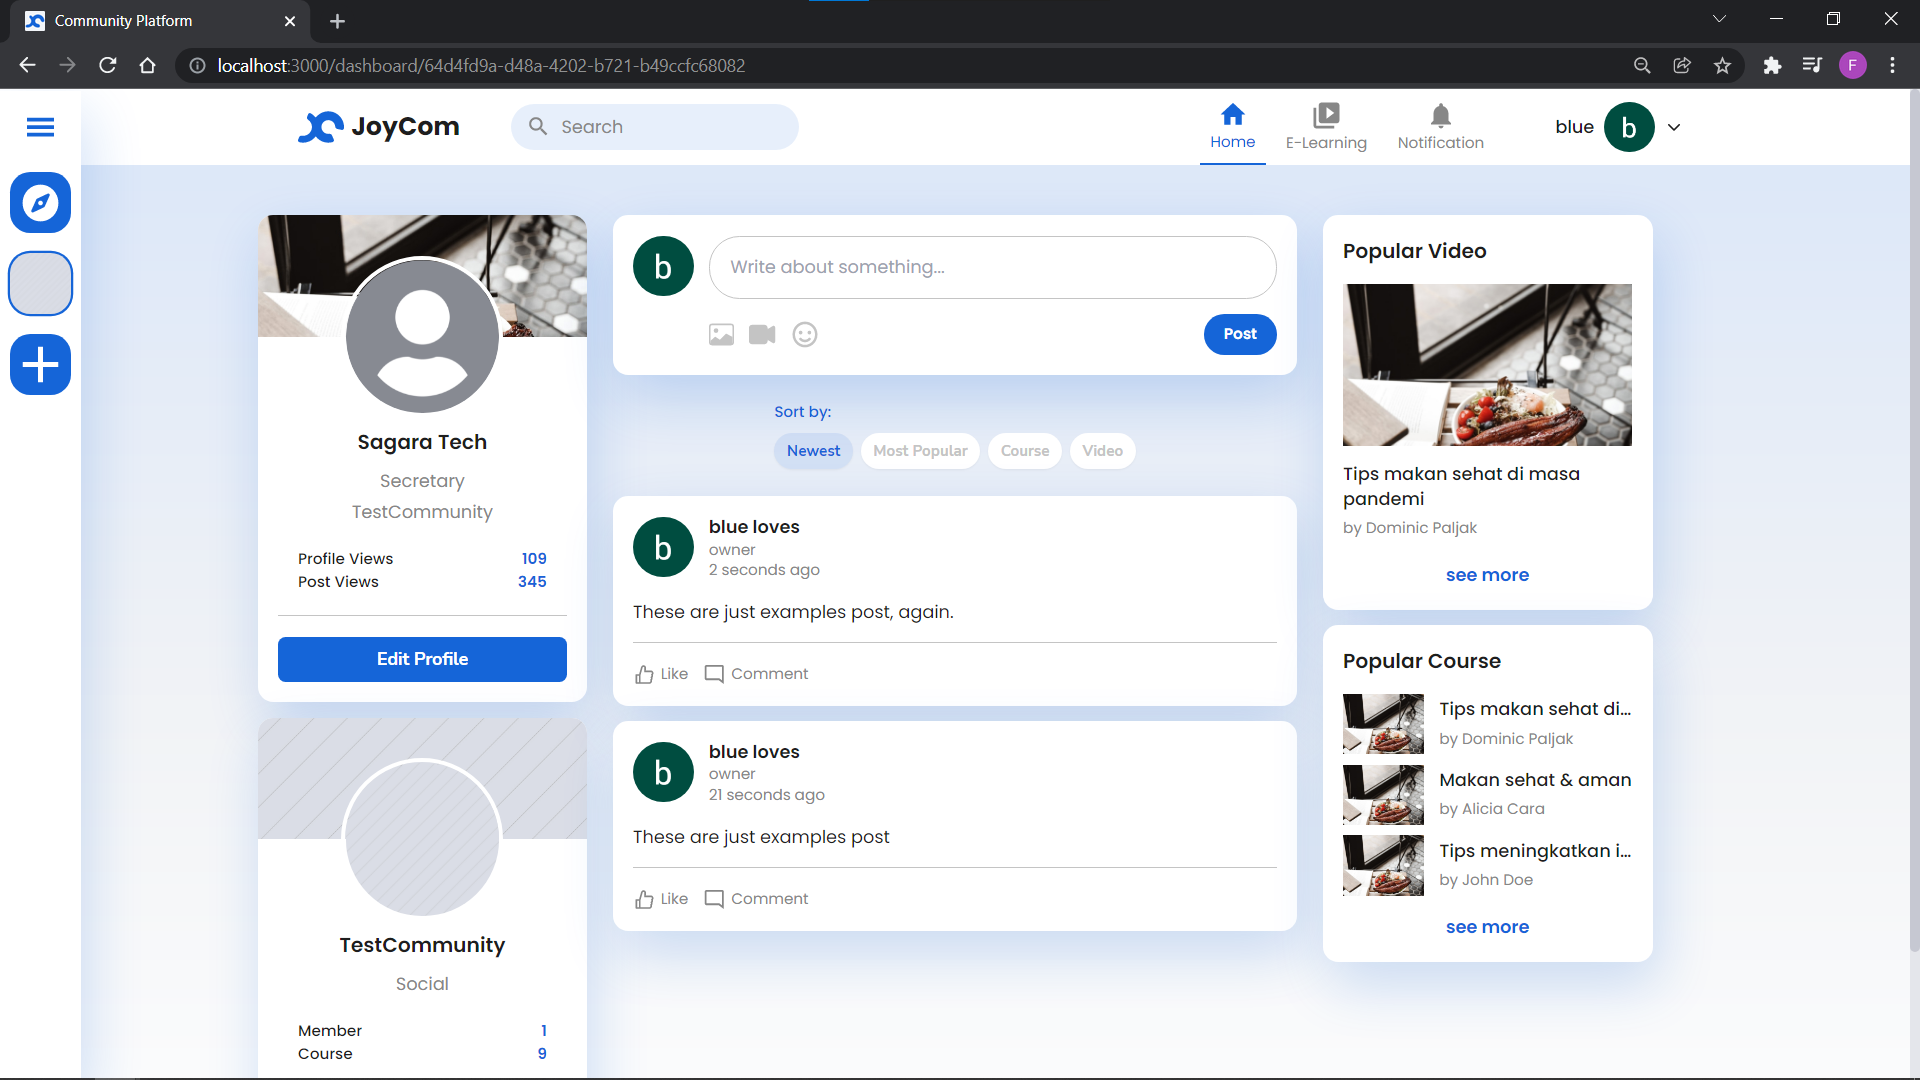 Community Platform
localhost:3000/dashboard/64d4fd9a-d48a-4202-b721-b49ccfc68082
F
JoyCom
Search
Home
E-Learning
Notification
blue
b
Sagara Tech
Secretary
TestCommunity
Profile Views 109
Post Views 345
Edit Profile
TestCommunity
Social
Member 1
Course 9
b
Write about something...
Post
Sort by:
Newest
Most Popular
Course
Video
b
blue loves
owner
2 seconds ago
These are just examples post, again.
Like
Comment
b
blue loves
owner
21 seconds ago
These are just examples post
Like
Comment
Popular Video
Tips makan sehat di masa
pandemi
by Dominic Paljak
see more
Popular Course
Tips makan sehat di...
by Dominic Paljak
Makan sehat & aman
by Alicia Cara
Tips meningkatkan i...
by John Doe
see more